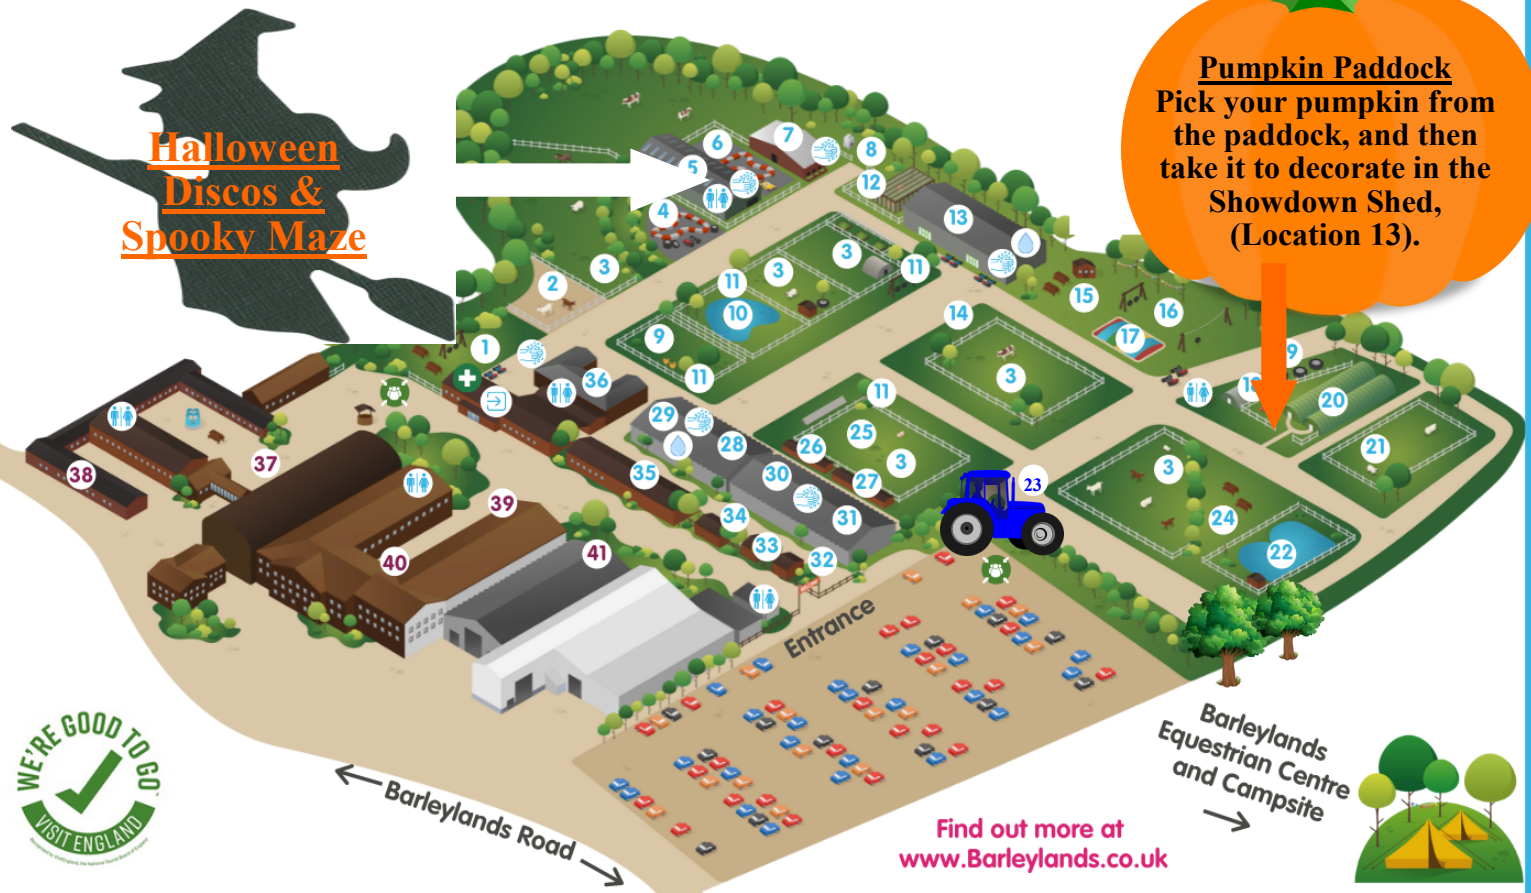 Halloween
Discos &
Spooky Maze
Pumpkin Paddock
Pick your pumpkin from
the paddock, and then
take it to decorate in the
Showdown Shed,
(Location 13).
7
6
8
5
12
4
13
3
3
11
3
11
2
15
10
14
16
9
17
1
11
3
9
36
11
20
29
25
28
26
3
21
37
3
38
35
30
27
23
39
34
31
24
40
41
33
32
22
Entrance
WE'RE GOOD TO GO
VISIT ENGLAND
Barleylands Road
Barleylands
Equestrian Centre
and Campsite
Find out more at
www.Barleylands.co.uk